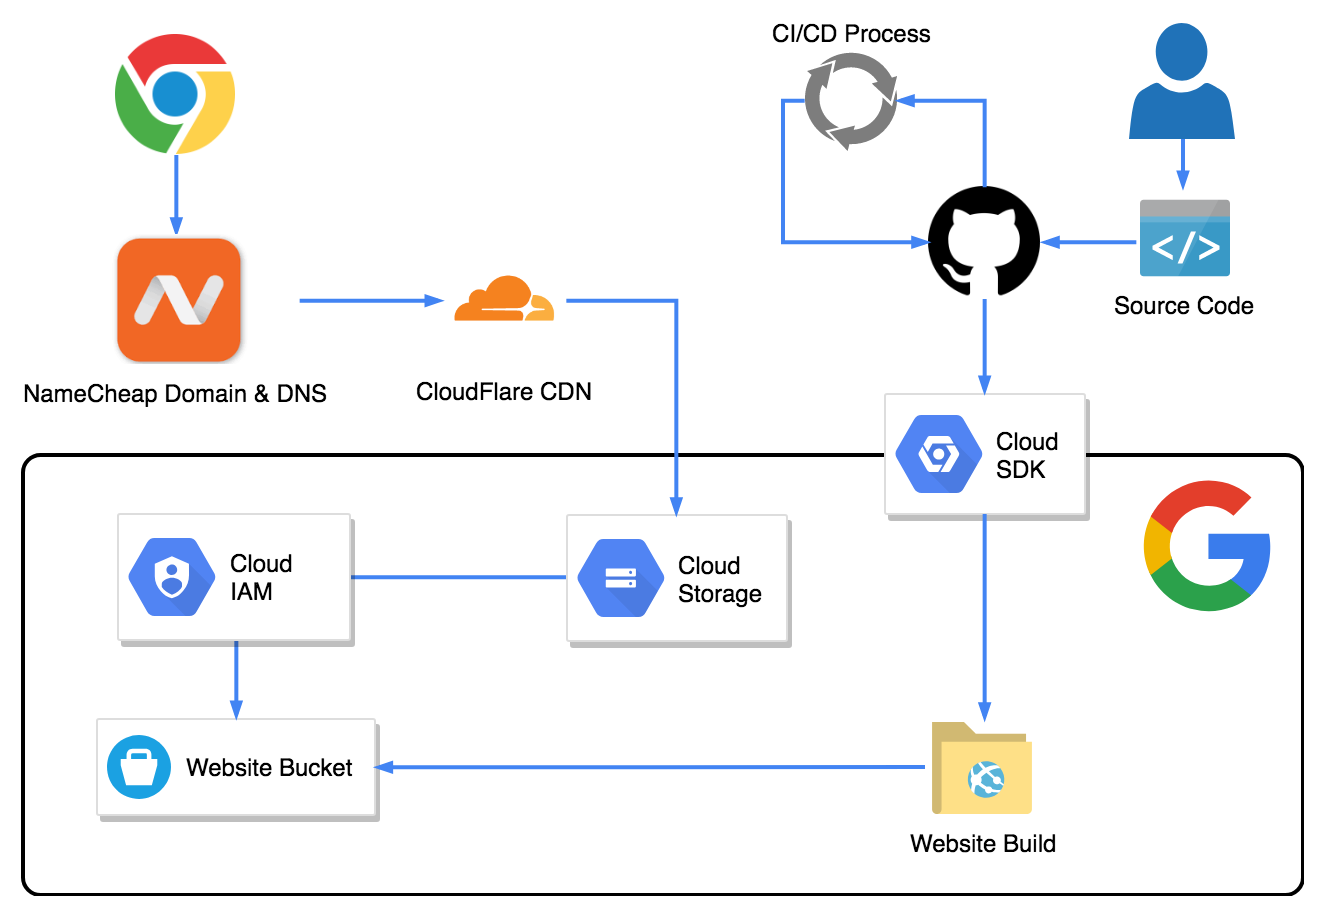 CI/CD Process
</>
Source Code
NameCheap Domain & DNS
CloudFlare CDN
Cloud
SDK
Cloud
IAM
Cloud
Storage
Website Bucket
Website Build